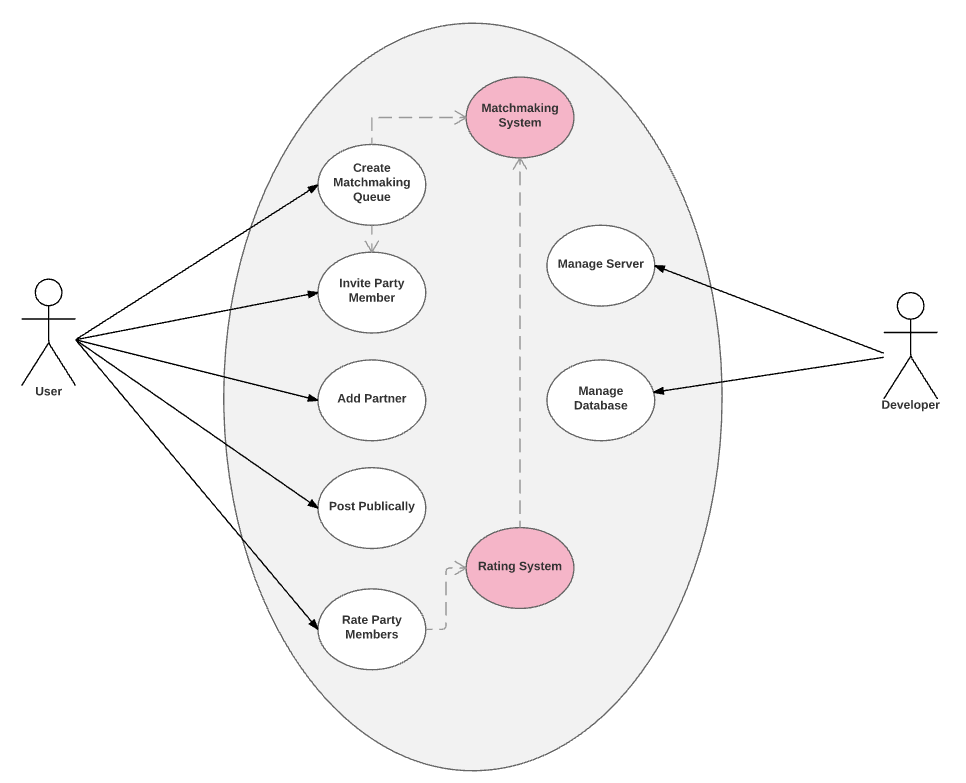 Matchmaking
System
Create
Matchmaking
Queue
Manage Server
Invite Party
Member
User
Add Partner
Manage
Database
Developer
Post Publically
Rating System
Rate Party
Members